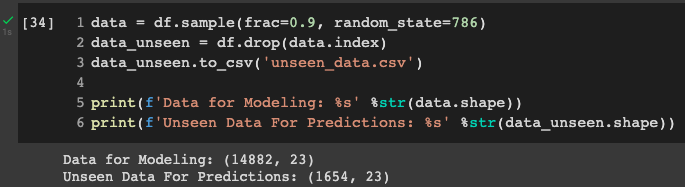 [34] 1 data = df.sample(frac=0.9, random_state=786)
1s 2 data_unseen = df.drop(data.index)
3 data_unseen.to_csv('unseen_data.csv')
4
5 print(f'Data for Modeling: %s' %str(data.shape))
6 print(f'Unseen Data For Predictions: %s' %str(data_unseen.shape))
Data for Modeling: (14882, 23)
Unseen Data For Predictions: (1654, 23)